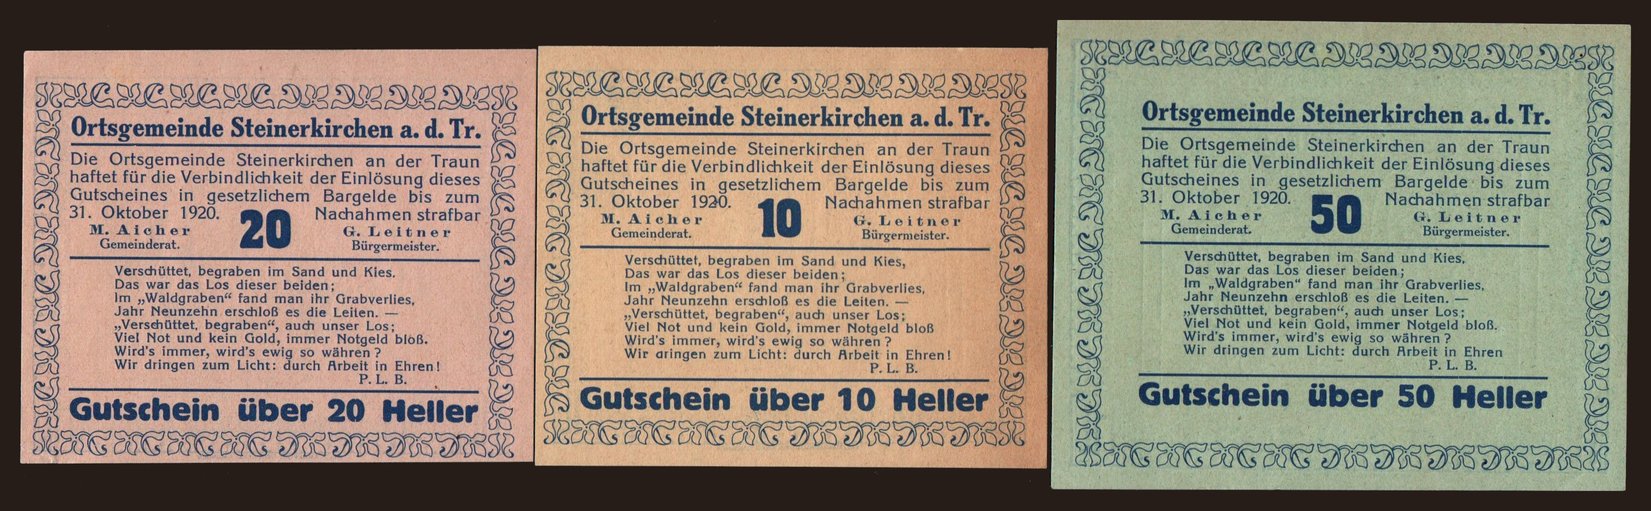 Ortsgemeinde Steinerkirchen a. d. Tr.
Die Ortsgemeinde Steinerkirchen an der Traun
haftet für die Verbindlichkeit der Einlösung dieses
Gutscheines in gesetzlichem Bargelde bis zum
31. Oktober 1920. Nachahmen strafbar
M. Aicher 20 G. Leitner
Gemeinderat. Bürgermeister.
Verschüttet, begraben im Sand und Kies.
Das war das Los dieser beiden;
Im „Waldgraben“ fand man ihr Grabverlies,
Jahr Neunzehn erschloß es die Leiten. —
„Verschüttet, begraben“, auch unser Los;
Viel Not und kein Gold, immer Notgeld bloß.
Wird's immer, wird's ewig so währen?
Wir dringen zum Licht: durch Arbeit in Ehren!
P. L. B.
Gutschein über 20 Heller
Ortsgemeinde Steinerkirchen a. d. Tr.
Die Ortsgemeinde Steinerkirchen an der Traun
haftet für die Verbindlichkeit der Einlösung dieses
Gutscheines in gesetzlichem Bargelde bis zum
31. Oktober 1920. Nachahmen strafbar
M. Aicher 10 G. Leitner
Gemeinderat. Bürgermeister.
Verschüttet, begraben im Sand und Kies,
Das war das Los dieser beiden;
Im „Waldgraben“ fand man ihr Grabverlies,
Jahr Neunzehn erschloß es die Leiten. —
„Verschüttet, begraben“, auch unser Los;
Viel Not und kein Gold, immer Notgeld bloß
Wird's immer, wird's ewig so währen?
Wir dringen zum Licht: durch Arbeit in Ehren!
P. L. B.
Gutschein über 10 Heller
Ortsgemeinde Steinerkirchen a. d. Tr.
Die Ortsgemeinde Steinerkirchen an der Traun
haftet für die Verbindlichkeit der Einlösung dieses
Gutscheines in gesetzlichem Bargelde bis zum
31. Oktober 1920. Nachahmen strafbar
M. Aicher 50 G. Leitner
Gemeinderat. Bürgermeister.
Verschüttet, begraben im Sand und Kies,
Das war das Los dieser beiden;
Im „Waldgraben“ fand man ihr Grabverlies,
Jahr Neunzehn erschloß es die Leiten. —
„Verschüttet, begraben“, auch unser Los;
Viel Not und kein Gold, immer Notgeld bloß.
Wird's immer, wird's ewig so währen?
Wir dringen zum Licht: durch Arbeit in Ehren
P. L. B.
Gutschein über 50 Heller